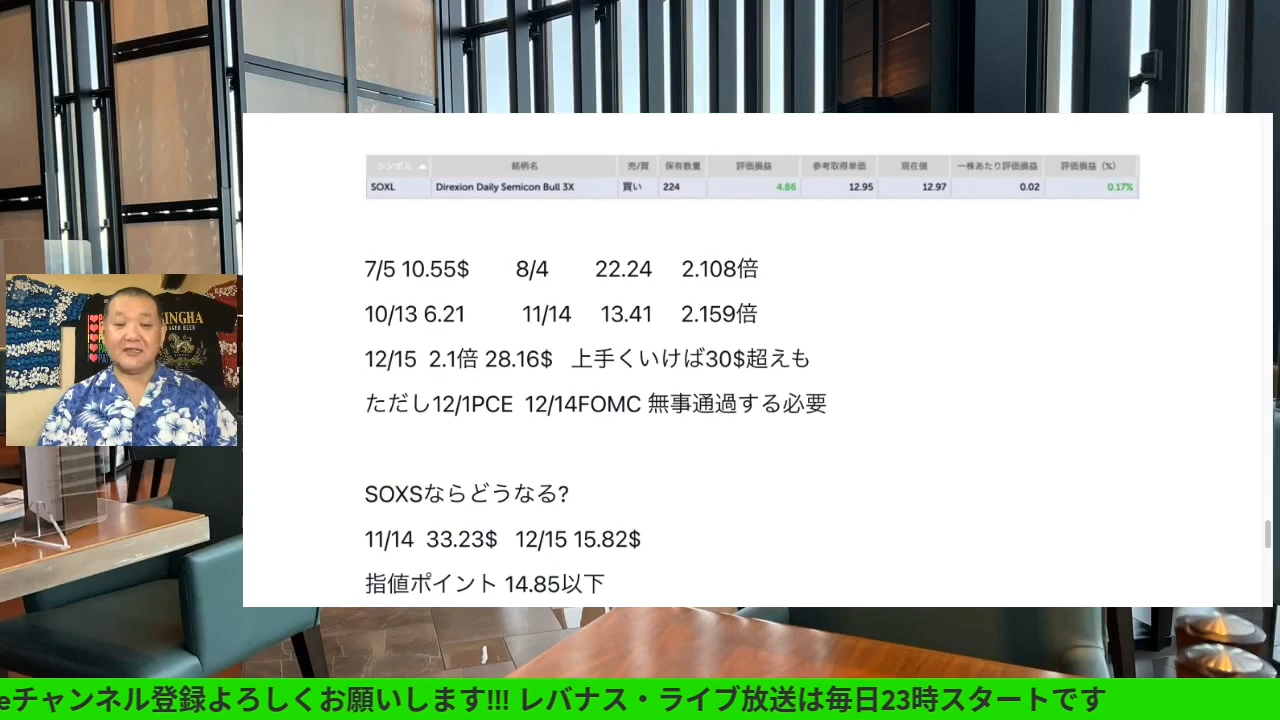 シンボル 銘柄名 売/買 保有数量 評価損益 参考取得単価 現在値 一株あたり評価損益 評価損益(%)
SOXL Direxion Daily Semicon Bull 3X 買い 224 4.86 12.95 12.97 0.02 0.17%
7/5 10.55$ 8/4 22.24 2.108倍
10/13 6.21 11/14 13.41 2.159倍
12/15 2.1倍 28.16$ 上手くいけば30$超えも
ただし12/1PCE 12/14FOMC 無事通過する必要
SINGHA
LAGER BEER
SOXSならどうなる?
11/14 33.23$ 12/15 15.82$
指値ポイント 14.85以下
eチャンネル登録よろしくお願いします!!! レバナス・ライブ放送は毎日23時スタートです